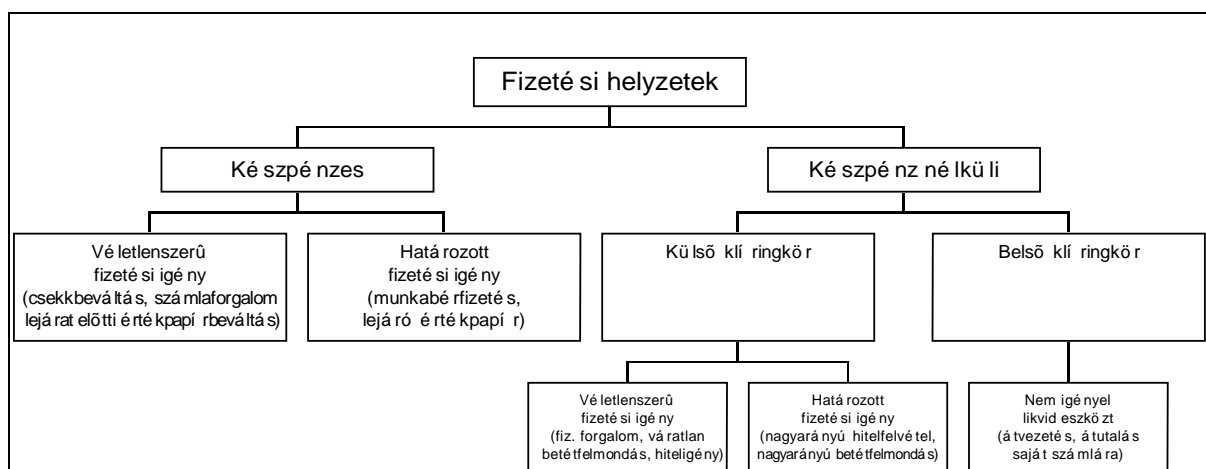 Fizetési helyzetek
Készpénzes
Készpénz nélküli
Véletlenszerû
fizetési igény
(csekkbeváltás, számlaforgalom
lejárat elõtti értékpapírbeváltás)
Határozott
fizetési igény
(munkabérfizetés,
lejáró értékpapír)
Külsõ klíringkör
Belsõ klíringkör
Véletlenszerû
fizetési igény
(fiz. forgalom, váratlan
betétfelmondás, hiteligény)
Határozott
fizetési igény
(nagyarányú hitelfelvétel,
nagyarányú betétfelmondás)
Nem igényel
likvid eszközt
(átvezetés, átutalás
saját számlára)